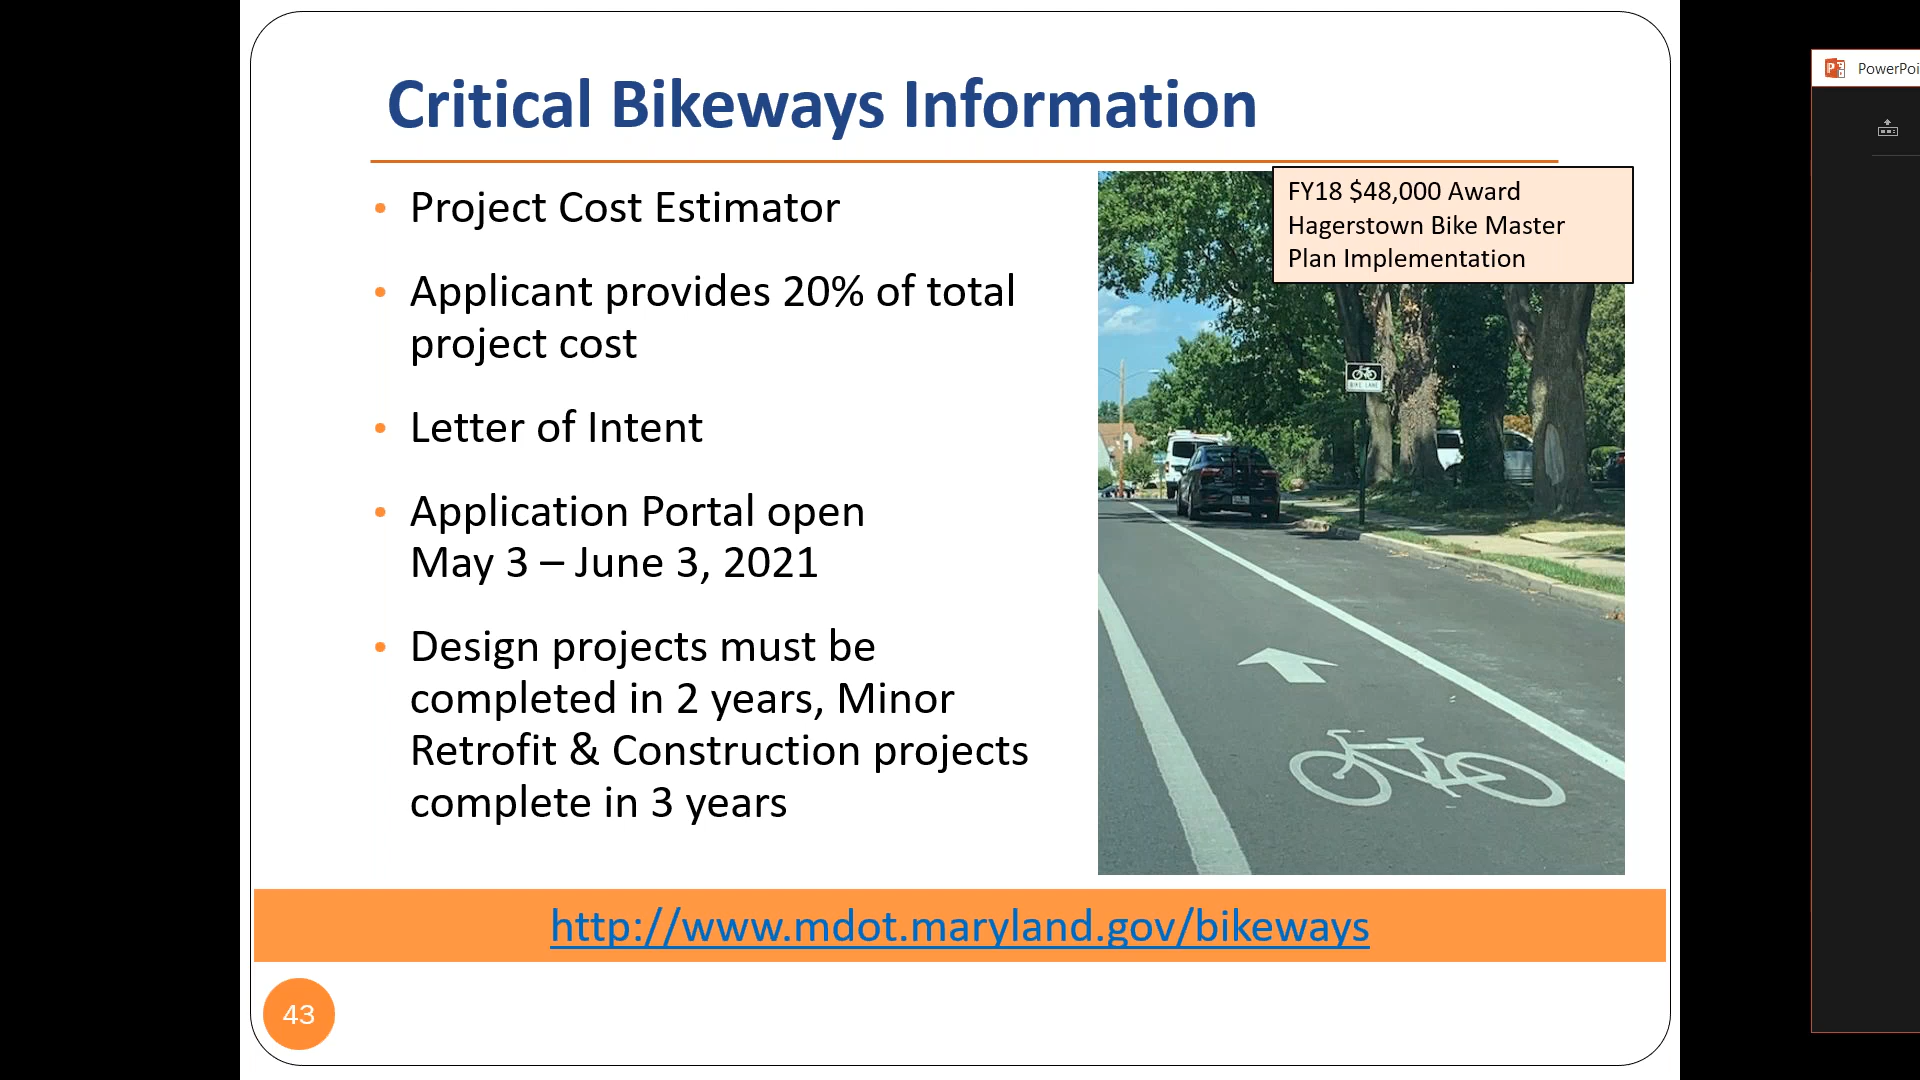 Critical Bikeways Information
• Project Cost Estimator
• Applicant provides 20% of total
project cost
• Letter of Intent
• Application Portal open
May 3 – June 3, 2021
• Design projects must be
completed in 2 years, Minor
Retrofit & Construction projects
complete in 3 years
FY18 $48,000 Award
Hagerstown Bike Master
Plan Implementation
BIKE LANE
http://www.mdot.maryland.gov/bikeways
43
PowerPoi